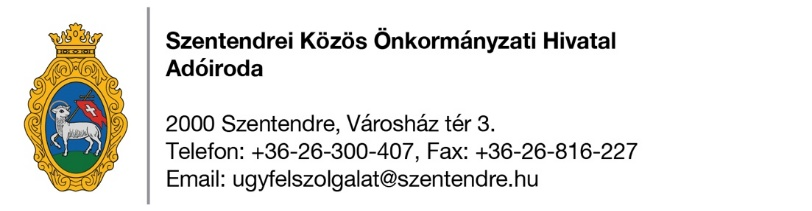 Szentendrei Közös Önkormányzati Hivatal
Adóiroda
2000 Szentendre, Városház tér 3.
Telefon: +36-26-300-407, Fax: +36-26-816-227
Email: ugyfelszolgalat@szentendre.hu